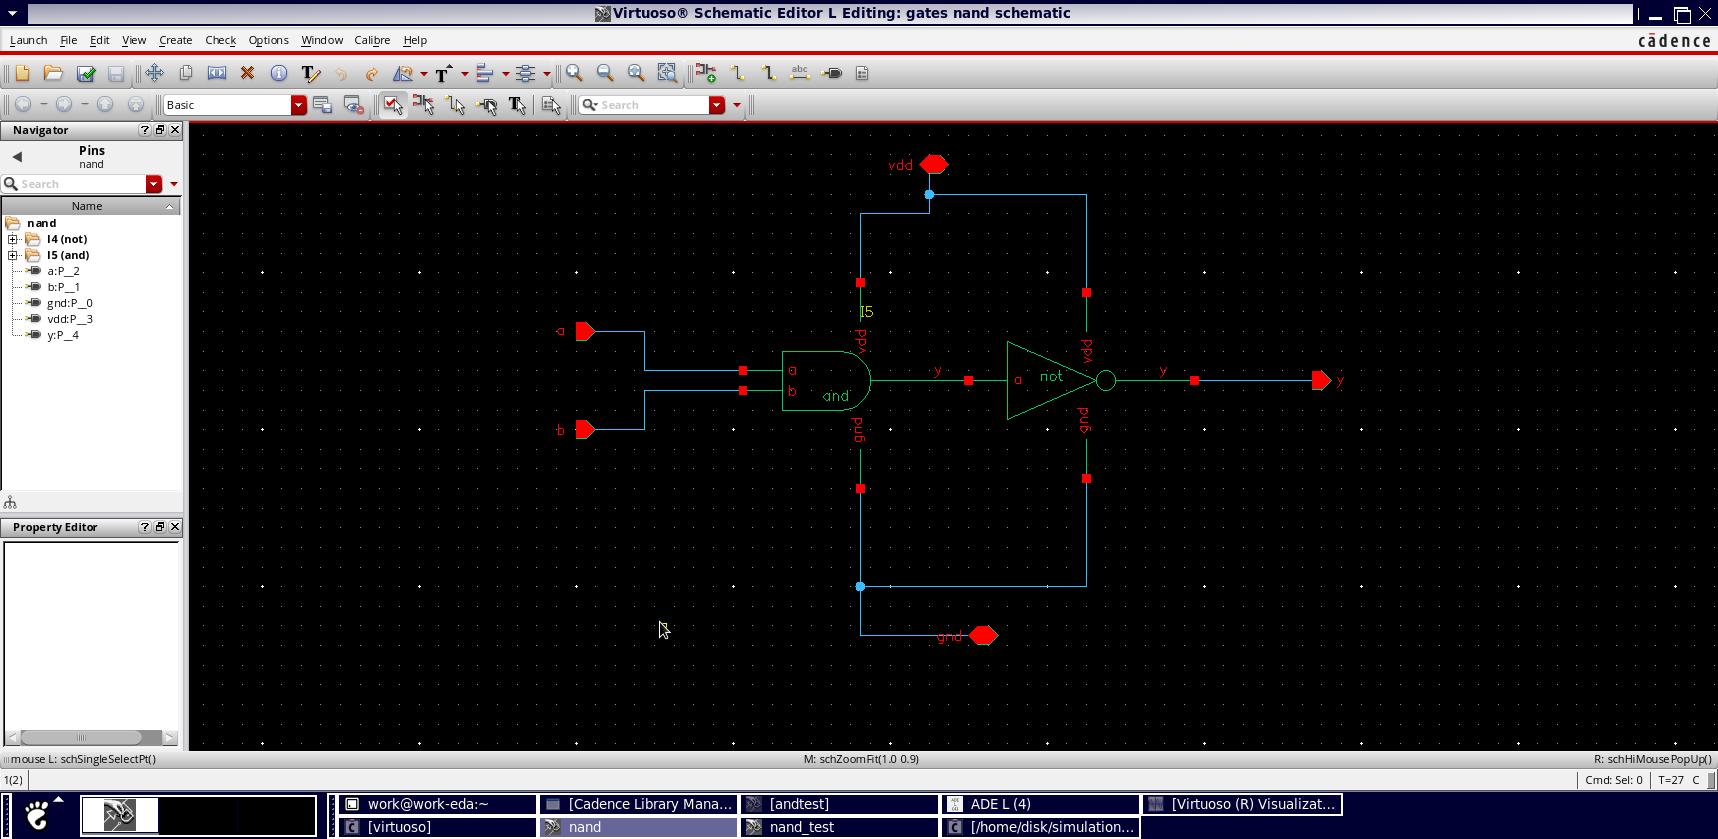 Virtuoso® Schematic Editor L Editing: gates nand schematic
Launch File Edit View Create Check Options Window Calibre Help
cādence
abc
Basic
Search
Navigator
Pins
nand
Search
Name
nand
I4 (not)
I5 (and)
a:P__2
b:P__1
gnd:P__0
vdd:P__3
y:P__4
Property Editor
vdd
I5
vdd
vdd
a
a
b
and
y
a
not
y
y
b
gnd
gnd
gnd
mouse L: schSingleSelectPt()
M: schZoomFit(1.0 0.9)
R: schHiMousePopUp()
1(2)
Cmd: Sel: 0
T=27 C
work@work-eda:~
[Cadence Library Mana...
[andtest]
ADE L (4)
[Virtuoso (R) Visualizat...
[virtuoso]
nand
nand_test
[/home/disk/simulation...